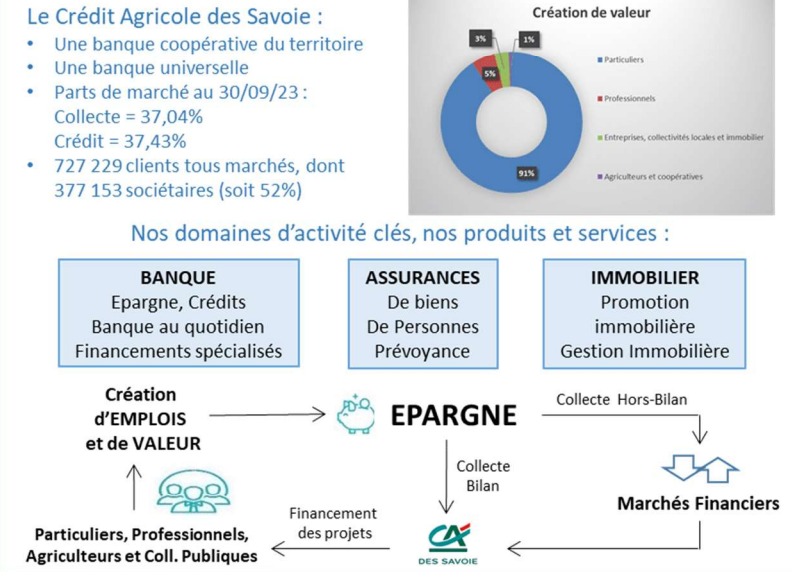 Le Crédit Agricole des Savoie :
• Une banque coopérative du territoire
• Une banque universelle
• Parts de marché au 30/09/23 :
Collecte = 37,04%
Crédit = 37,43%
• 727 229 clients tous marchés, dont
377 153 sociétaires (soit 52%)
Création de valeur
3%
1%
5%
91%
Particuliers
Professionnels
Entreprises, collectivités locales et immobilier
Agriculteurs et coopératives
Nos domaines d'activité clés, nos produits et services :
BANQUE
Epargne, Crédits
Banque au quotidien
Financements spécialisés
ASSURANCES
De biens
De Personnes
Prévoyance
IMMOBILIER
Promotion
immobilière
Gestion Immobilière
Création
d'EMPLOIS
et de VALEUR
EPARGNE
Collecte Hors-Bilan
Collecte
Bilan
Marchés Financiers
Financement
des projets
Particuliers, Professionnels,
Agriculteurs et Coll. Publiques
CA
DES SAVOIE